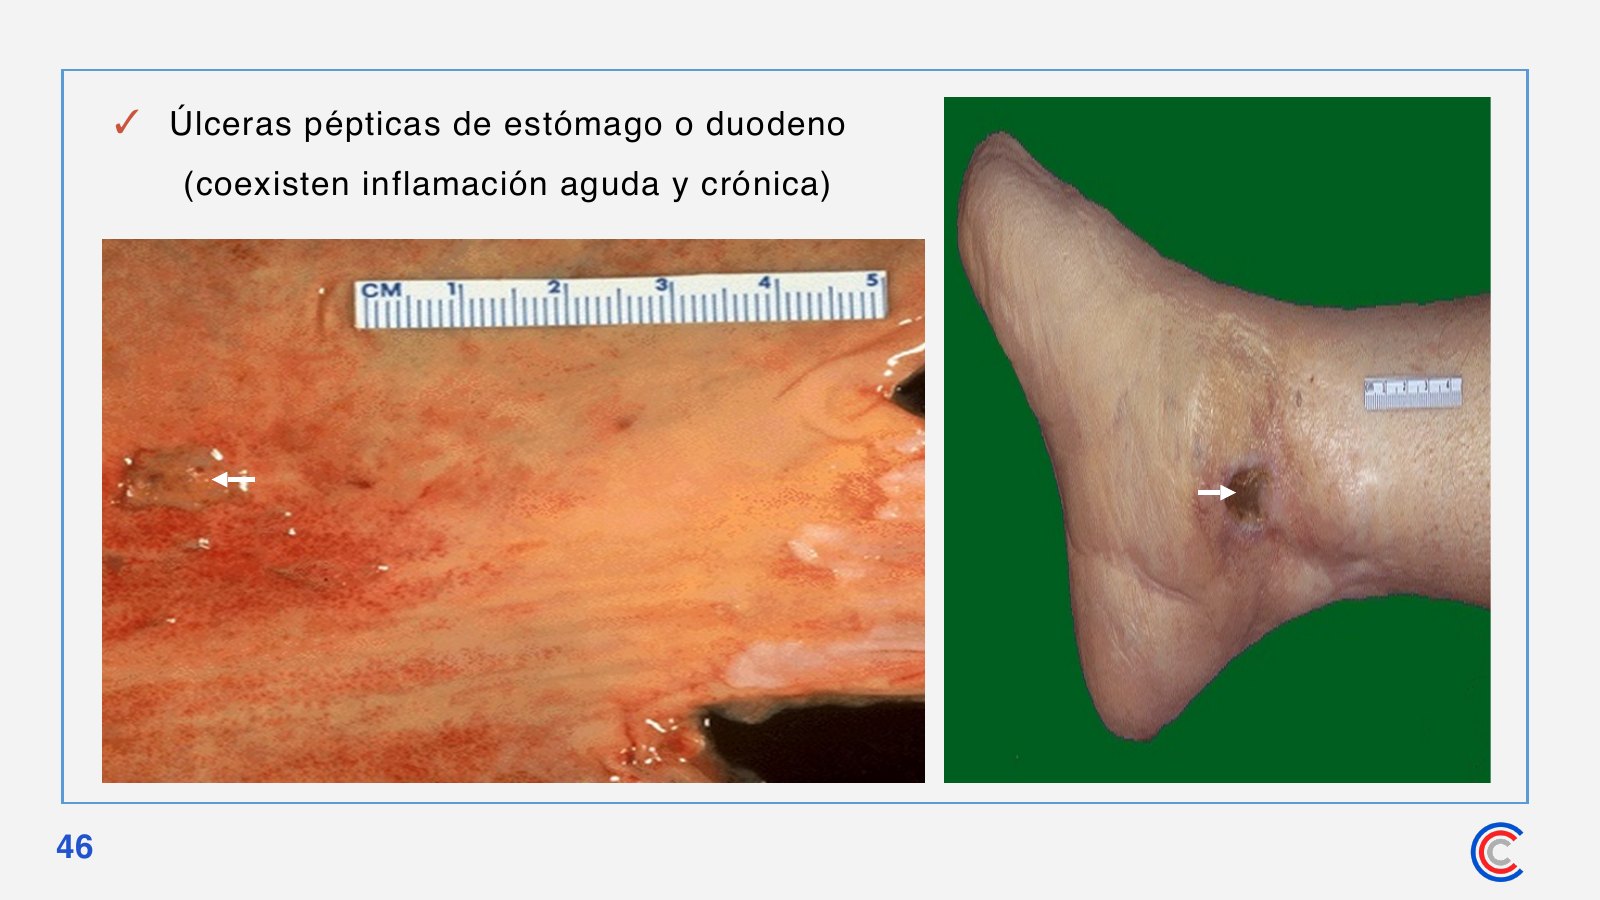 ✓ Úlceras pépticas de estómago o duodeno
(coexisten inflamación aguda y crónica)
CM 1 2 3 4 5
46